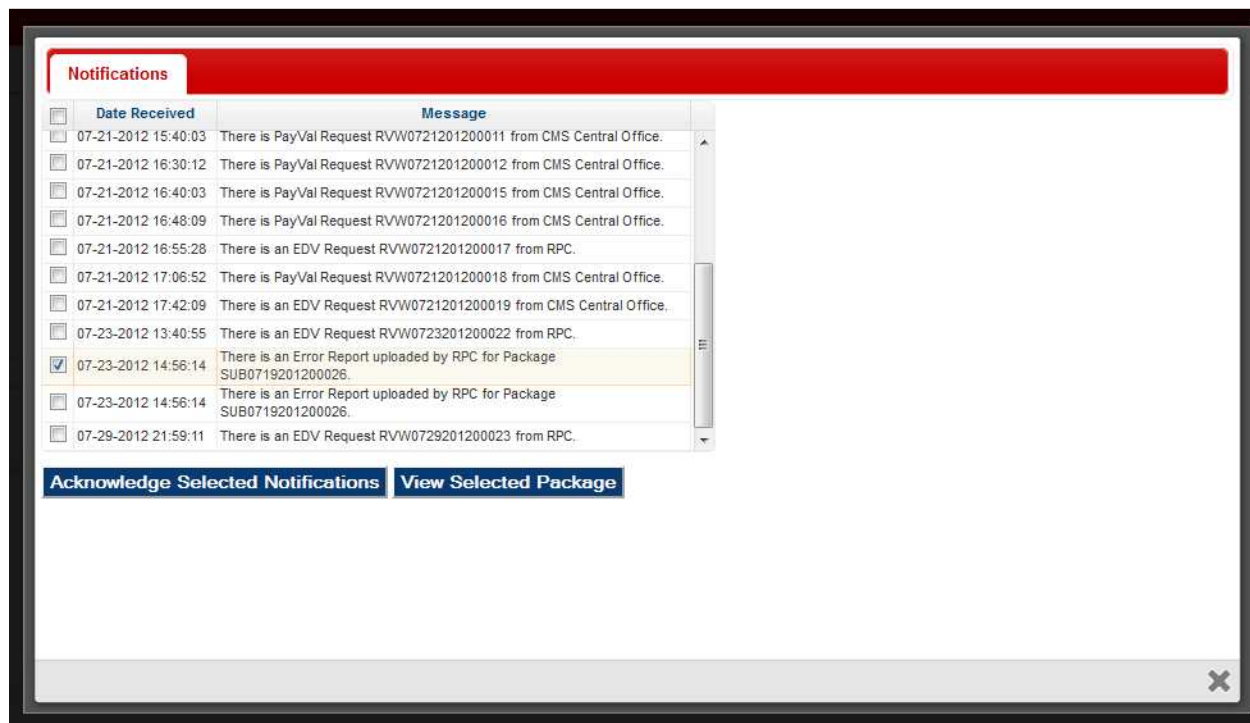 Notifications
Date Received Message
07-21-2012 15:40:03 There is PayVal Request RVW0721201200011 from CMS Central Office.
07-21-2012 16:30:12 There is PayVal Request RVW0721201200012 from CMS Central Office.
07-21-2012 16:40:03 There is PayVal Request RVW0721201200015 from CMS Central Office.
07-21-2012 16:48:09 There is PayVal Request RVW0721201200016 from CMS Central Office.
07-21-2012 16:55:28 There is an EDV Request RVW0721201200017 from RPC.
07-21-2012 17:06:52 There is PayVal Request RVW0721201200018 from CMS Central Office.
07-21-2012 17:42:09 There is an EDV Request RVW0721201200019 from CMS Central Office.
07-23-2012 13:40:55 There is an EDV Request RVW0723201200022 from RPC.
07-23-2012 14:56:14 There is an Error Report uploaded by RPC for Package
SUB0719201200026.
07-23-2012 14:56:14 There is an Error Report uploaded by RPC for Package
SUB0719201200026.
07-29-2012 21:59:11 There is an EDV Request RVW0729201200023 from RPC.
Acknowledge Selected Notifications View Selected Package